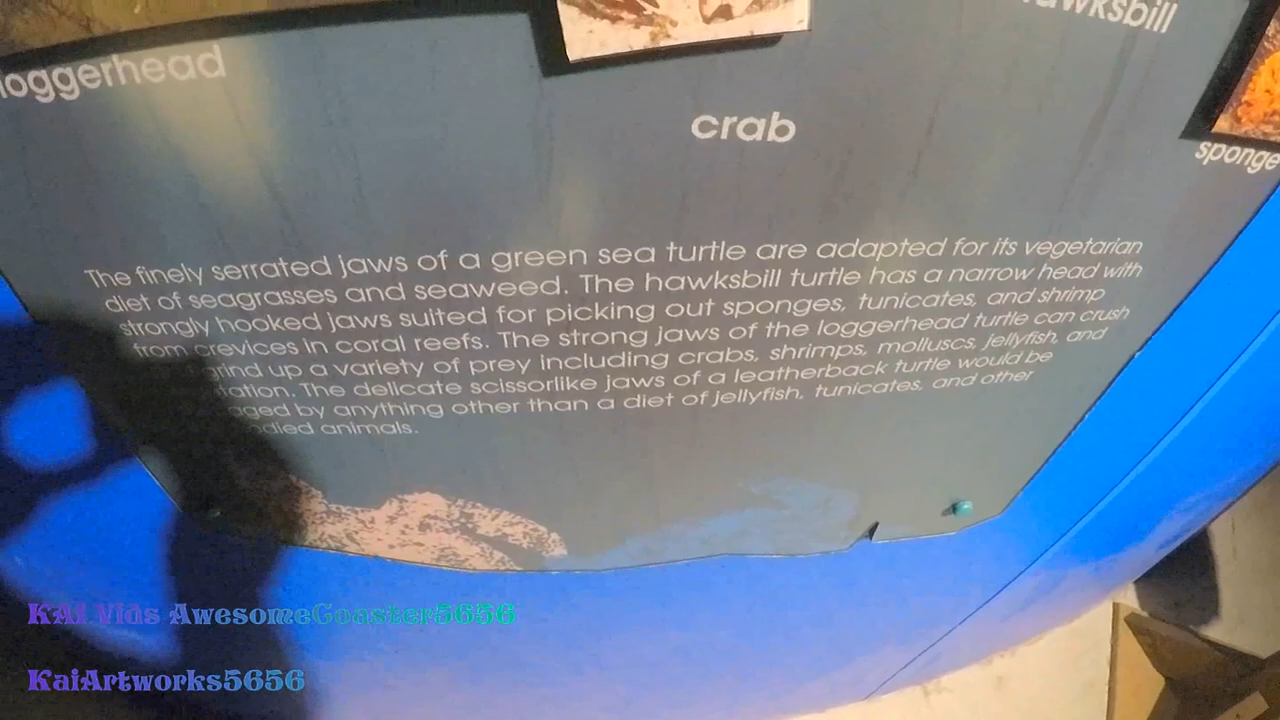 loggerhead
hawksbill
crab
sponge
The finely serrated jaws of a green sea turtle are adapted for its vegetarian
diet of seagrasses and seaweed. The hawksbill turtle has a narrow head with
strongly hooked jaws suited for picking out sponges, tunicates, and shrimp
from crevices in coral reefs. The strong jaws of the loggerhead turtle can crush
grind up a variety of prey including crabs, shrimps, molluscs, jellyfish, and
The delicate scissorlike jaws of a leatherback turtle would be
by anything other than a diet of jellyfish, tunicates, and other
animals.
KAI Vids AwesomeCoaster5656
KaiArtworks5656